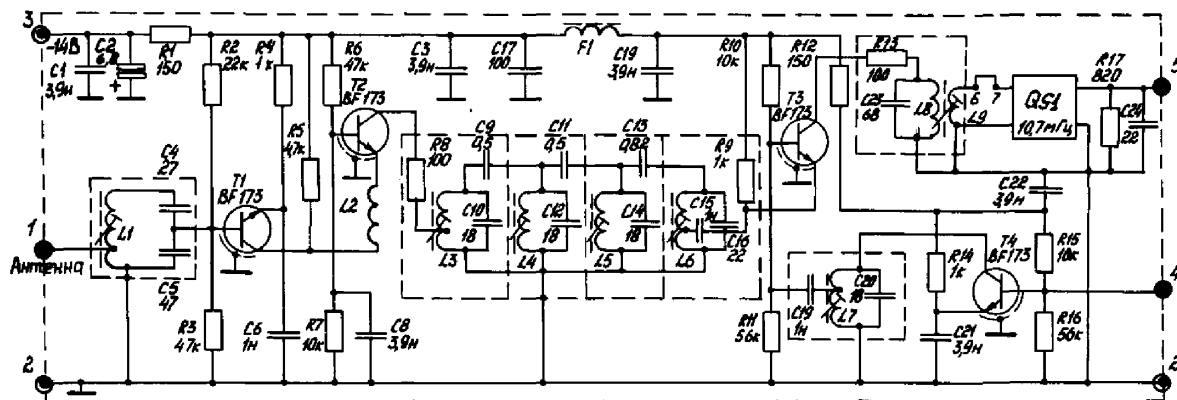 3
-14В
C1
3,9н
C2
6,8
+
R1
150
R2
22к
R4
1к
R5
4,7к
R6
47к
T2
BF173
C3
3,9н
C17
100
F1
C19
3,9н
R10
10к
R12
150
T3
BF173
R13
100
C23
68
L8
L9
6
7
QS1
10,7мГц
R17
820
C24
22
5
C4
27
L1
C5
47
1
Антенна
T1
BF173
L2
R8
100
C9
0,5
C11
0,5
C13
0,82
R9
1к
C10
18
C12
18
C14
18
C15
1н
C16
22
L3
L4
L5
L6
C22
3,9н
R3
47к
C6
1н
R7
10к
C8
3,9н
R11
56к
C19
1н
L7
C20
18
R14
1к
C21
3,9н
T4
BF173
R15
18к
R16
56к
4
2
2